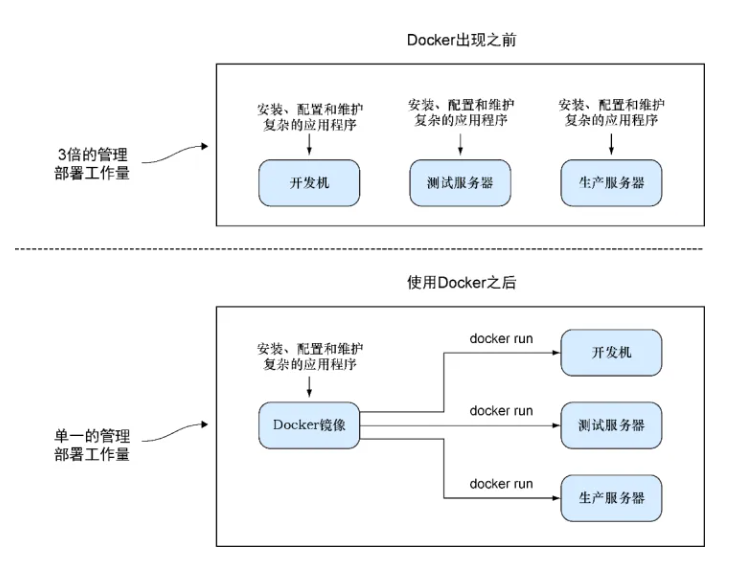 Docker出现之前
安装、配置和维护
复杂的应用程序
安装、配置和维护
复杂的应用程序
安装、配置和维护
复杂的应用程序
3倍的管理
部署工作量
开发机
测试服务器
生产服务器
使用Docker之后
安装、配置和维护
复杂的应用程序
docker run
开发机
单一的管理
部署工作量
Docker镜像
docker run
测试服务器
docker run
生产服务器